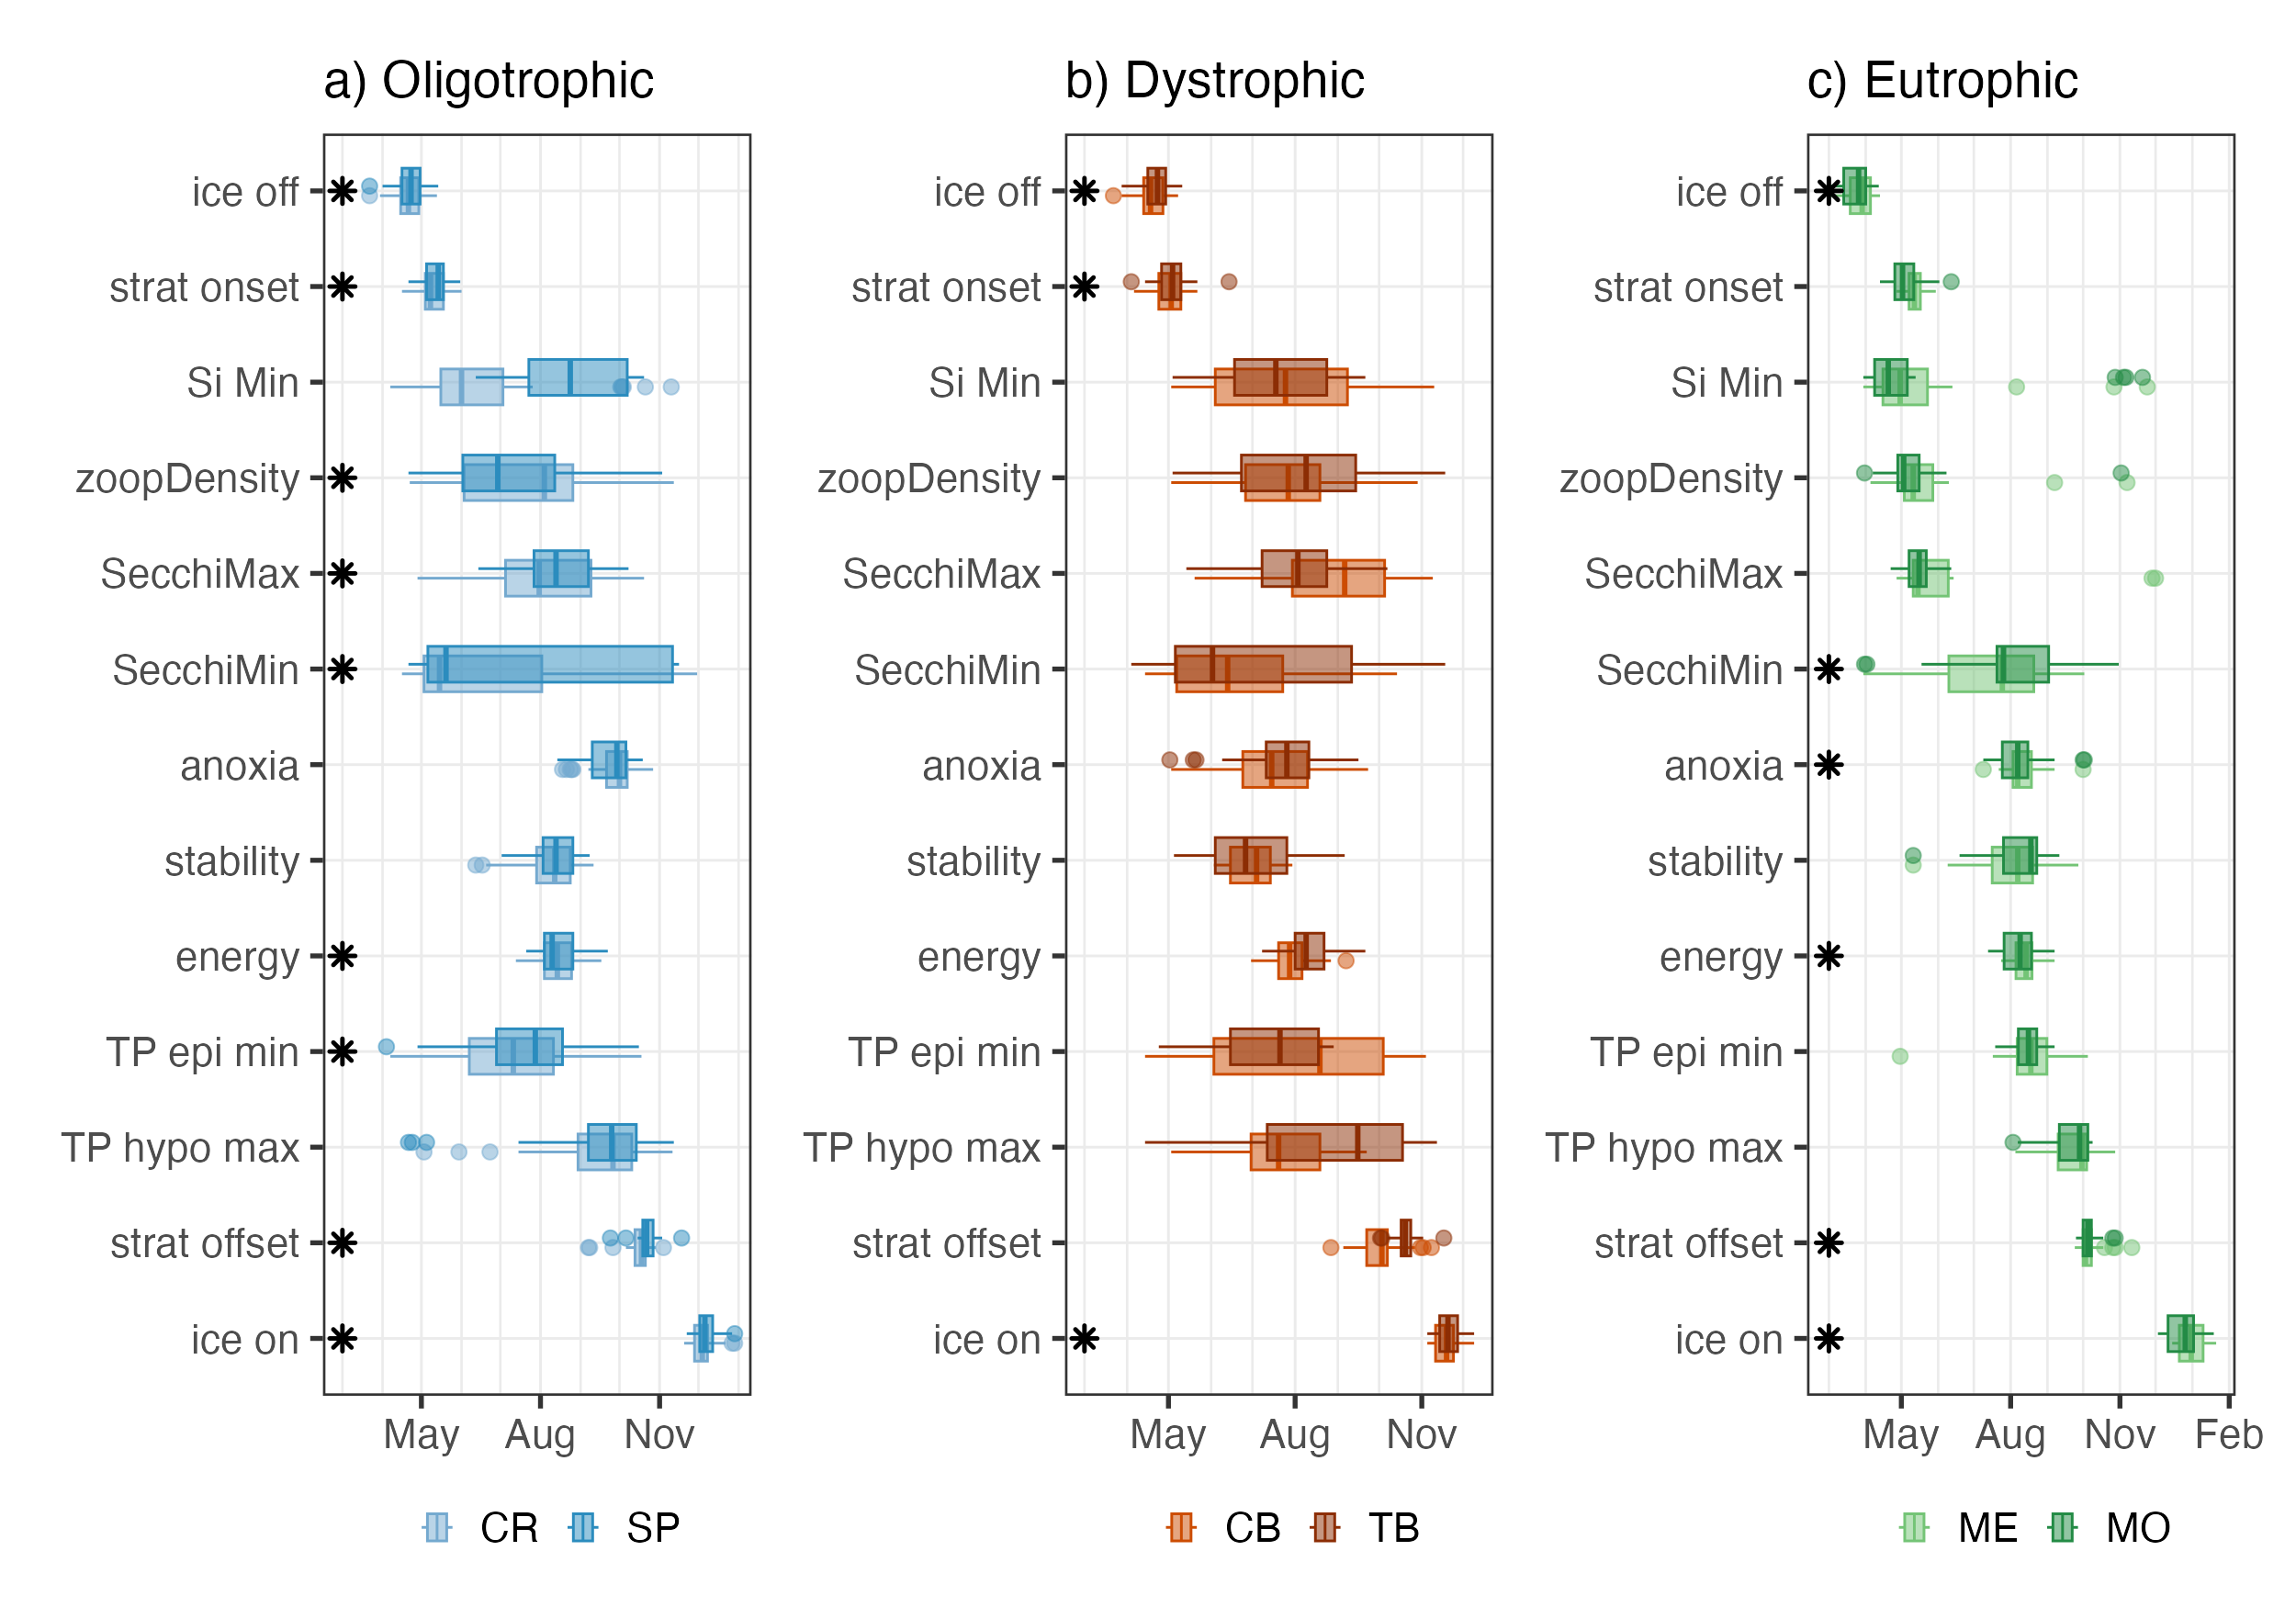 a) Oligotrophic
ice off
strat onset
Si Min
zoopDensity
SecchiMax
SecchiMin
anoxia
stability
energy
TP epi min
TP hypo max
strat offset
ice on
May Aug Nov
CR SP
b) Dystrophic
ice off
strat onset
Si Min
zoopDensity
SecchiMax
SecchiMin
anoxia
stability
energy
TP epi min
TP hypo max
strat offset
ice on
May Aug Nov
CB TB
c) Eutrophic
ice off
strat onset
Si Min
zoopDensity
SecchiMax
SecchiMin
anoxia
stability
energy
TP epi min
TP hypo max
strat offset
ice on
May Aug Nov Feb
ME MO